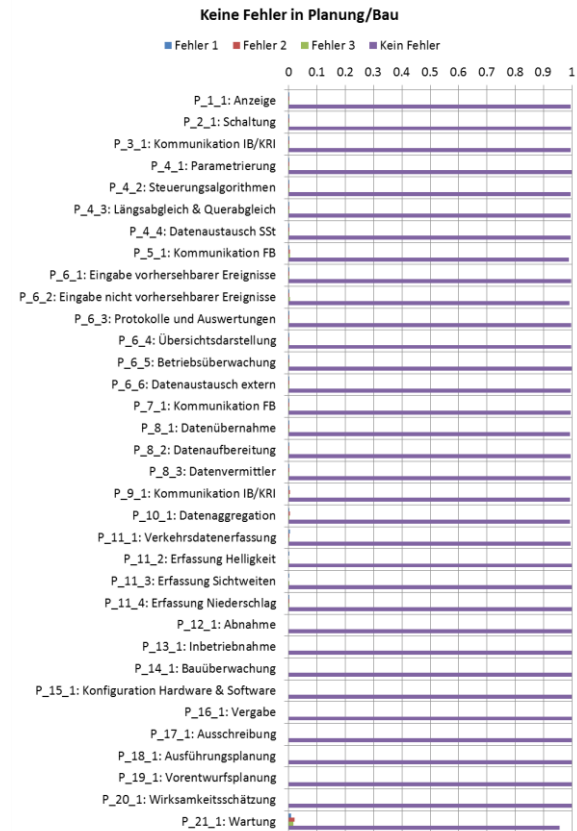 Keine Fehler in Planung/Bau
Fehler 1 Fehler 2 Fehler 3 Kein Fehler
0 0.1 0.2 0.3 0.4 0.5 0.6 0.7 0.8 0.9 1
P_1_1: Anzeige
P_2_1: Schaltung
P_3_1: Kommunikation IB/KRI
P_4_1: Parametrierung
P_4_2: Steuerungsalgorithmen
P_4_3: Längsabgleich & Querabgleich
P_4_4: Datenaustausch SSt
P_5_1: Kommunikation FB
P_6_1: Eingabe vorhersehbarer Ereignisse
P_6_2: Eingabe nicht vorhersehbarer Ereignisse
P_6_3: Protokolle und Auswertungen
P_6_4: Übersichtsdarstellung
P_6_5: Betriebsüberwachung
P_6_6: Datenaustausch extern
P_7_1: Kommunikation FB
P_8_1: Datenübernahme
P_8_2: Datenaufbereitung
P_8_3: Datenvermittler
P_9_1: Kommunikation IB/KRI
P_10_1: Datenaggregation
P_11_1: Verkehrsdatenerfassung
P_11_2: Erfassung Helligkeit
P_11_3: Erfassung Sichtweiten
P_11_4: Erfassung Niederschlag
P_12_1: Abnahme
P_13_1: Inbetriebnahme
P_14_1: Bauüberwachung
P_15_1: Konfiguration Hardware & Software
P_16_1: Vergabe
P_17_1: Ausschreibung
P_18_1: Ausführungsplanung
P_19_1: Vorentwurfsplanung
P_20_1: Wirksamkeitsschätzung
P_21_1: Wartung